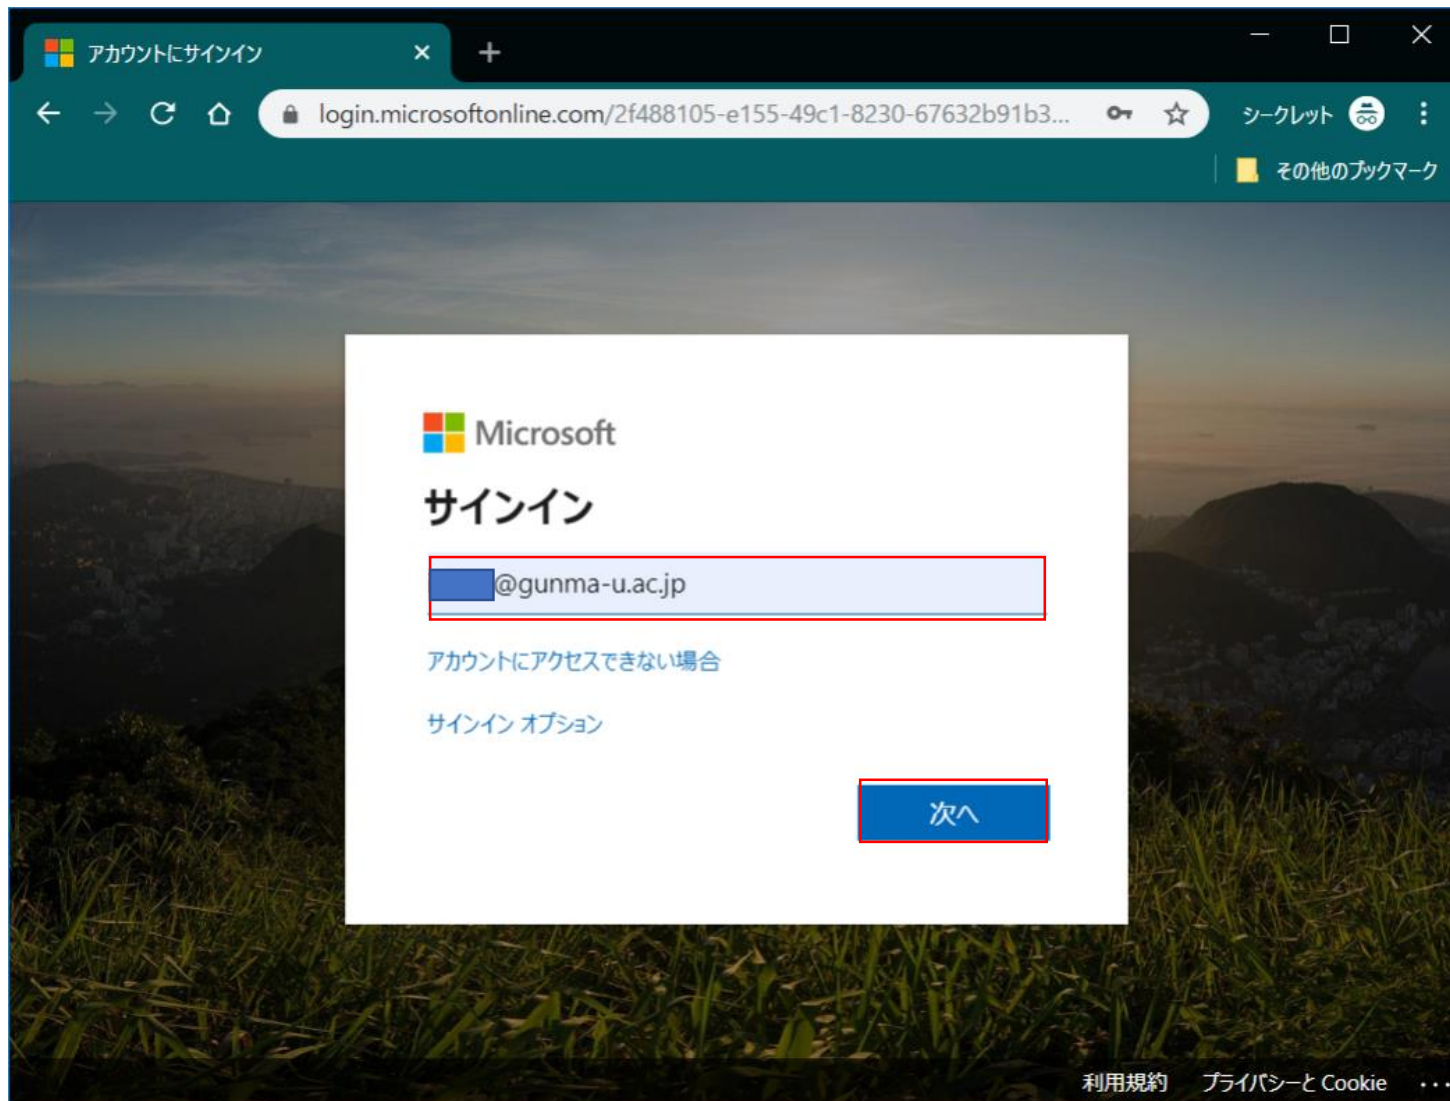 アカウントにサインイン
login.microsoftonline.com/2f488105-e155-49c1-8230-67632b91b3...
シークレット
その他のブックマーク
Microsoft
サインイン
@gunma-u.ac.jp
アカウントにアクセスできない場合
サインイン オプション
次へ
利用規約 プライバシーと Cookie ...